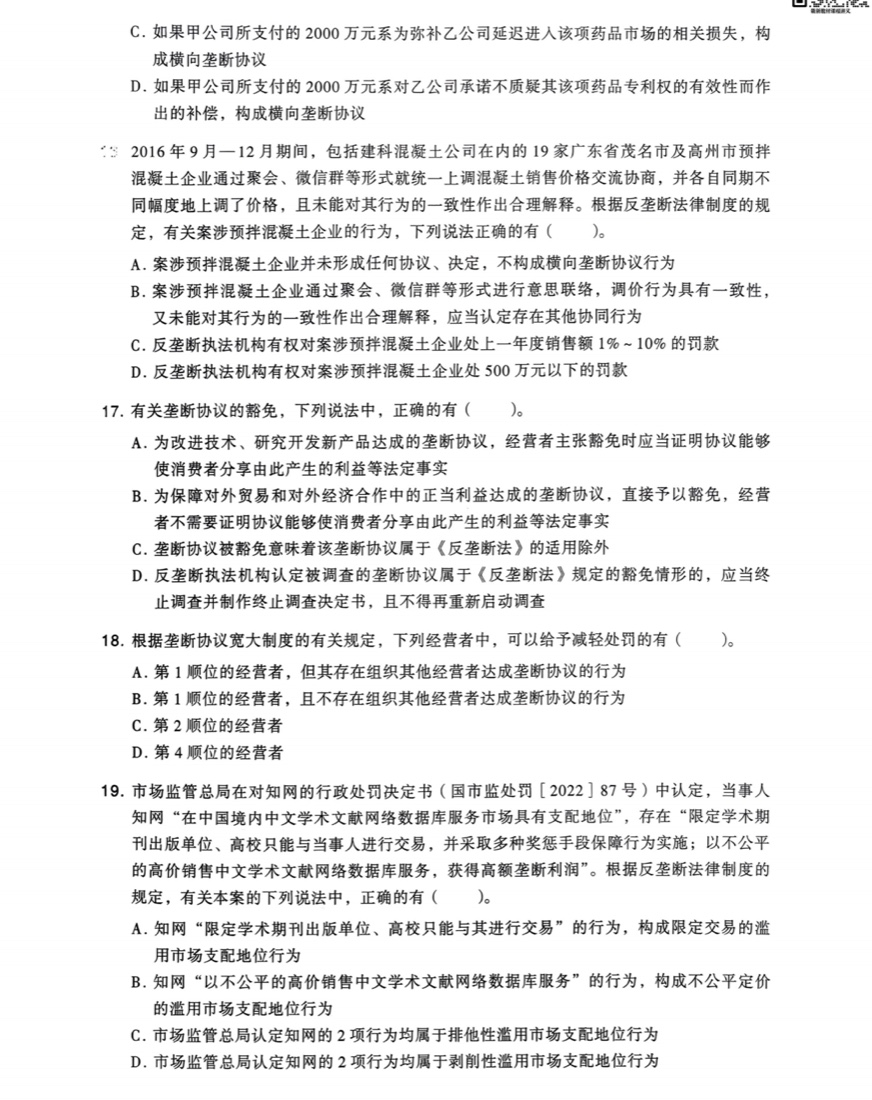 C. 如果甲公司所支付的 2000 万元系为弥补乙公司延迟进入该项药品市场的相关损失，构
成横向垄断协议
D. 如果甲公司所支付的 2000 万元系对乙公司承诺不质疑其该项药品专利权的有效性而作
出的补偿，构成横向垄断协议
2016 年 9 月—12 月期间，包括建科混凝土公司在内的 19 家广东省茂名市及高州市预拌
混凝土企业通过聚会、微信群等形式就统一上调混凝土销售价格交流协商，并各自同期不
同幅度地上调了价格，且未能对其行为的一致性作出合理解释。根据反垄断法律制度的规
定，有关案涉预拌混凝土企业的行为，下列说法正确的有（　　）。
A. 案涉预拌混凝土企业并未形成任何协议、决定，不构成横向垄断协议行为
B. 案涉预拌混凝土企业通过聚会、微信群等形式进行意思联络，调价行为具有一致性，
又未能对其行为的一致性作出合理解释，应当认定存在其他协同行为
C. 反垄断执法机构有权对案涉预拌混凝土企业处上一年度销售额 1% ~ 10% 的罚款
D. 反垄断执法机构有权对案涉预拌混凝土企业处 500 万元以下的罚款
17. 有关垄断协议的豁免，下列说法中，正确的有（　　）。
A. 为改进技术、研究开发新产品达成的垄断协议，经营者主张豁免时应当证明协议能够
使消费者分享由此产生的利益等法定事实
B. 为保障对外贸易和对外经济合作中的正当利益达成的垄断协议，直接予以豁免，经营
者不需要证明协议能够使消费者分享由此产生的利益等法定事实
C. 垄断协议被豁免意味着该垄断协议属于《反垄断法》的适用除外
D. 反垄断执法机构认定被调查的垄断协议属于《反垄断法》规定的豁免情形的，应当终
止调查并制作终止调查决定书，且不得再重新启动调查
18. 根据垄断协议宽大制度的有关规定，下列经营者中，可以给予减轻处罚的有（　　）。
A. 第 1 顺位的经营者，但其存在组织其他经营者达成垄断协议的行为
B. 第 1 顺位的经营者，且不存在组织其他经营者达成垄断协议的行为
C. 第 2 顺位的经营者
D. 第 4 顺位的经营者
19. 市场监管总局在对知网的行政处罚决定书（国市监处罚［2022］87 号）中认定，当事人
知网“在中国境内中文学术文献网络数据库服务市场具有支配地位”，存在“限定学术期
刊出版单位、高校只能与当事人进行交易，并采取多种奖惩手段保障行为实施；以不公平
的高价销售中文学术文献网络数据库服务，获得高额垄断利润”。根据反垄断法律制度的
规定，有关本案的下列说法中，正确的有（　　）。
A. 知网“限定学术期刊出版单位、高校只能与其进行交易”的行为，构成限定交易的滥
用市场支配地位行为
B. 知网“以不公平的高价销售中文学术文献网络数据库服务”的行为，构成不公平定价
的滥用市场支配地位行为
C. 市场监管总局认定知网的 2 项行为均属于排他性滥用市场支配地位行为
D. 市场监管总局认定知网的 2 项行为均属于剥削性滥用市场支配地位行为